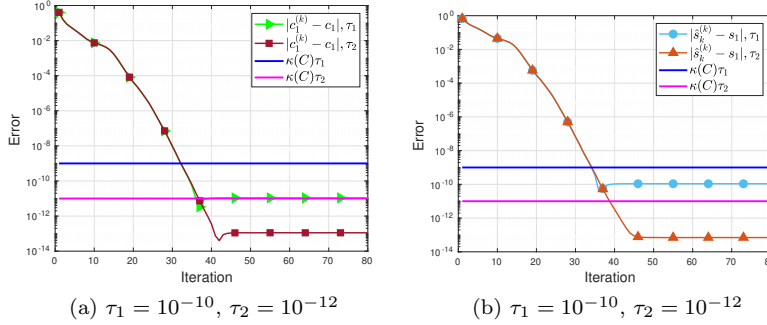 10^0
10^-2
10^-4
10^-6
10^-8
10^-10
10^-12
10^-14
Error
0 10 20 30 40 50 60 70 80
Iteration
|c_1^(k) − c_1|, τ_1
|c_1^(k) − c_1|, τ_2
κ(C)τ_1
κ(C)τ_2
(a) τ_1 = 10^−10, τ_2 = 10^−12
10^0
10^-2
10^-4
10^-6
10^-8
10^-10
10^-12
10^-14
Error
0 10 20 30 40 50 60 70 80
Iteration
|ŝ_k^(k) − s_1|, τ_1
|ŝ_k^(k) − s_1|, τ_2
κ(C)τ_1
κ(C)τ_2
(b) τ_1 = 10^−10, τ_2 = 10^−12